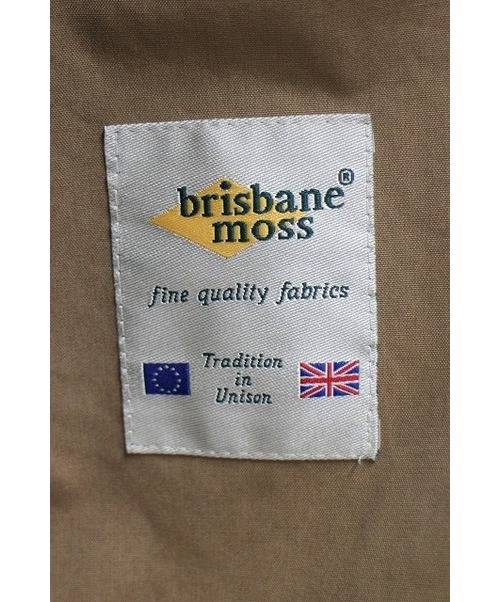 brisbane®
moss
fine quality fabrics
Tradition
in
Unison